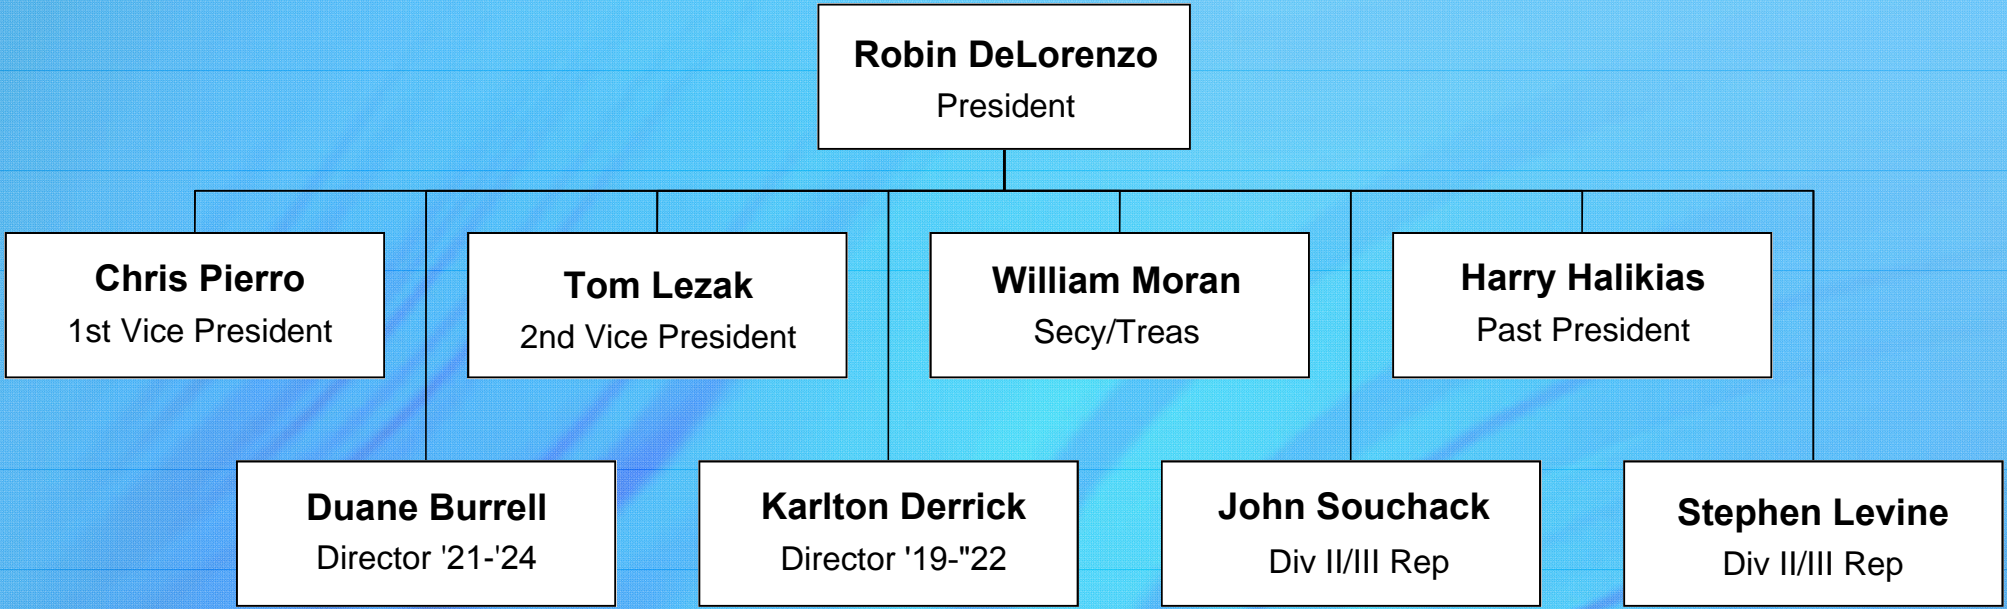 Robin DeLorenzo
President
Chris Pierro
1st Vice President
Tom Lezak
2nd Vice President
William Moran
Secy/Treas
Harry Halikias
Past President
Duane Burrell
Director '21-'24
Karlton Derrick
Director '19-"22
John Souchack
Div II/III Rep
Stephen Levine
Div II/III Rep